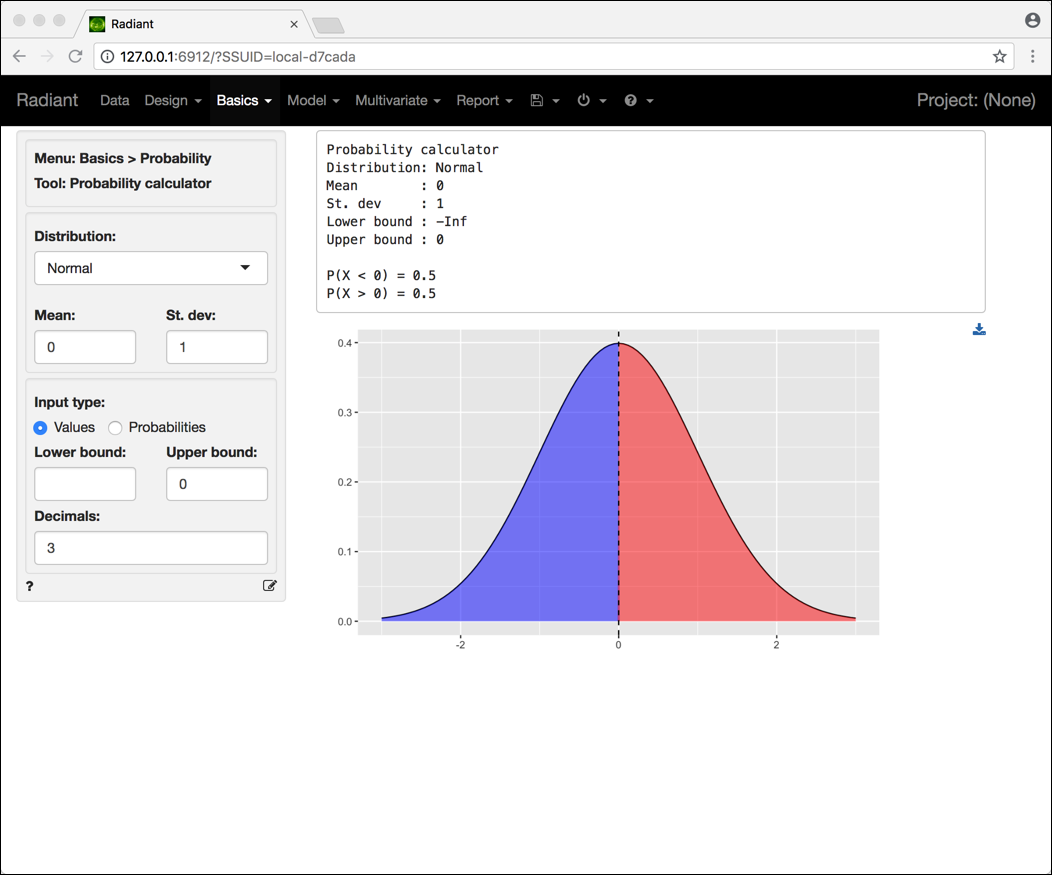 Radiant
127.0.0.1:6912/?SSUID=local-d7cada
Radiant Data Design Basics Model Multivariate Report Project: (None)
Menu: Basics > Probability
Tool: Probability calculator
Distribution:
Normal
Mean: St. dev:
0 1
Input type:
Values Probabilities
Lower bound: Upper bound:
0
Decimals:
3
?
Probability calculator
Distribution: Normal
Mean : 0
St. dev : 1
Lower bound : -Inf
Upper bound : 0
P(X < 0) = 0.5
P(X > 0) = 0.5
0.4
0.3
0.2
0.1
0.0
-2 0 2